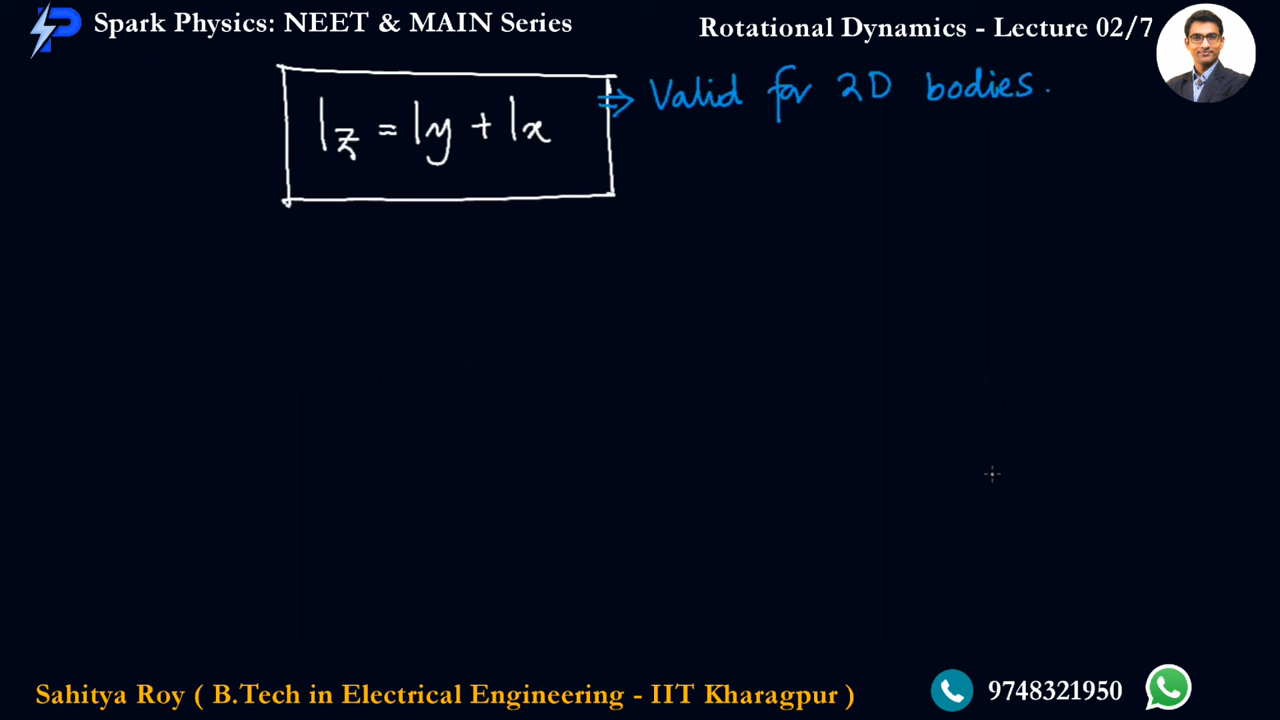 Spark Physics: NEET & MAIN Series
Rotational Dynamics - Lecture 02/7
Iz = Iy + Ix
⇒ Valid for 2D bodies.
Sahitya Roy ( B.Tech in Electrical Engineering - IIT Kharagpur )
9748321950